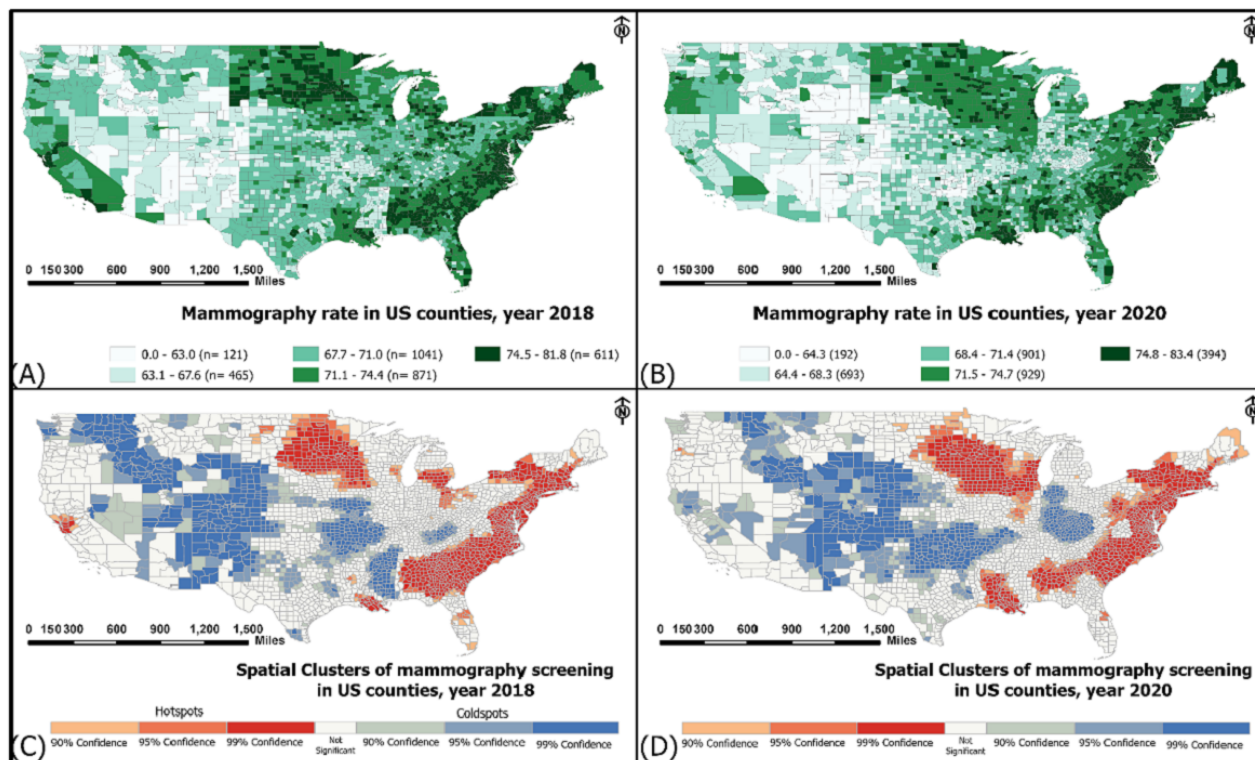 N
0 150 300 600 900 1,200 1,500
Miles
Mammography rate in US counties, year 2018
0.0 - 63.0 (n= 121)
67.7 - 71.0 (n= 1041)
74.5 - 81.8 (n= 611)
63.1 - 67.6 (n= 465)
71.1 - 74.4 (n= 871)
(A)
N
0 150 300 600 900 1,200 1,500
Miles
Mammography rate in US counties, year 2020
0.0 - 64.3 (192)
68.4 - 71.4 (901)
74.8 - 83.4 (394)
64.4 - 68.3 (693)
71.5 - 74.7 (929)
(B)
N
0 150 300 600 900 1,200 1,500
Miles
Spatial Clusters of mammography screening
in US counties, year 2018
Hotspots
Coldspots
90% Confidence 95% Confidence 99% Confidence Not Significant 90% Confidence 95% Confidence 99% Confidence
(C)
N
0 150 300 600 900 1,200 1,500
Miles
Spatial Clusters of mammography screening
in US counties, year 2020
90% Confidence 95% Confidence 99% Confidence Not Significant 90% Confidence 95% Confidence 99% Confidence
(D)